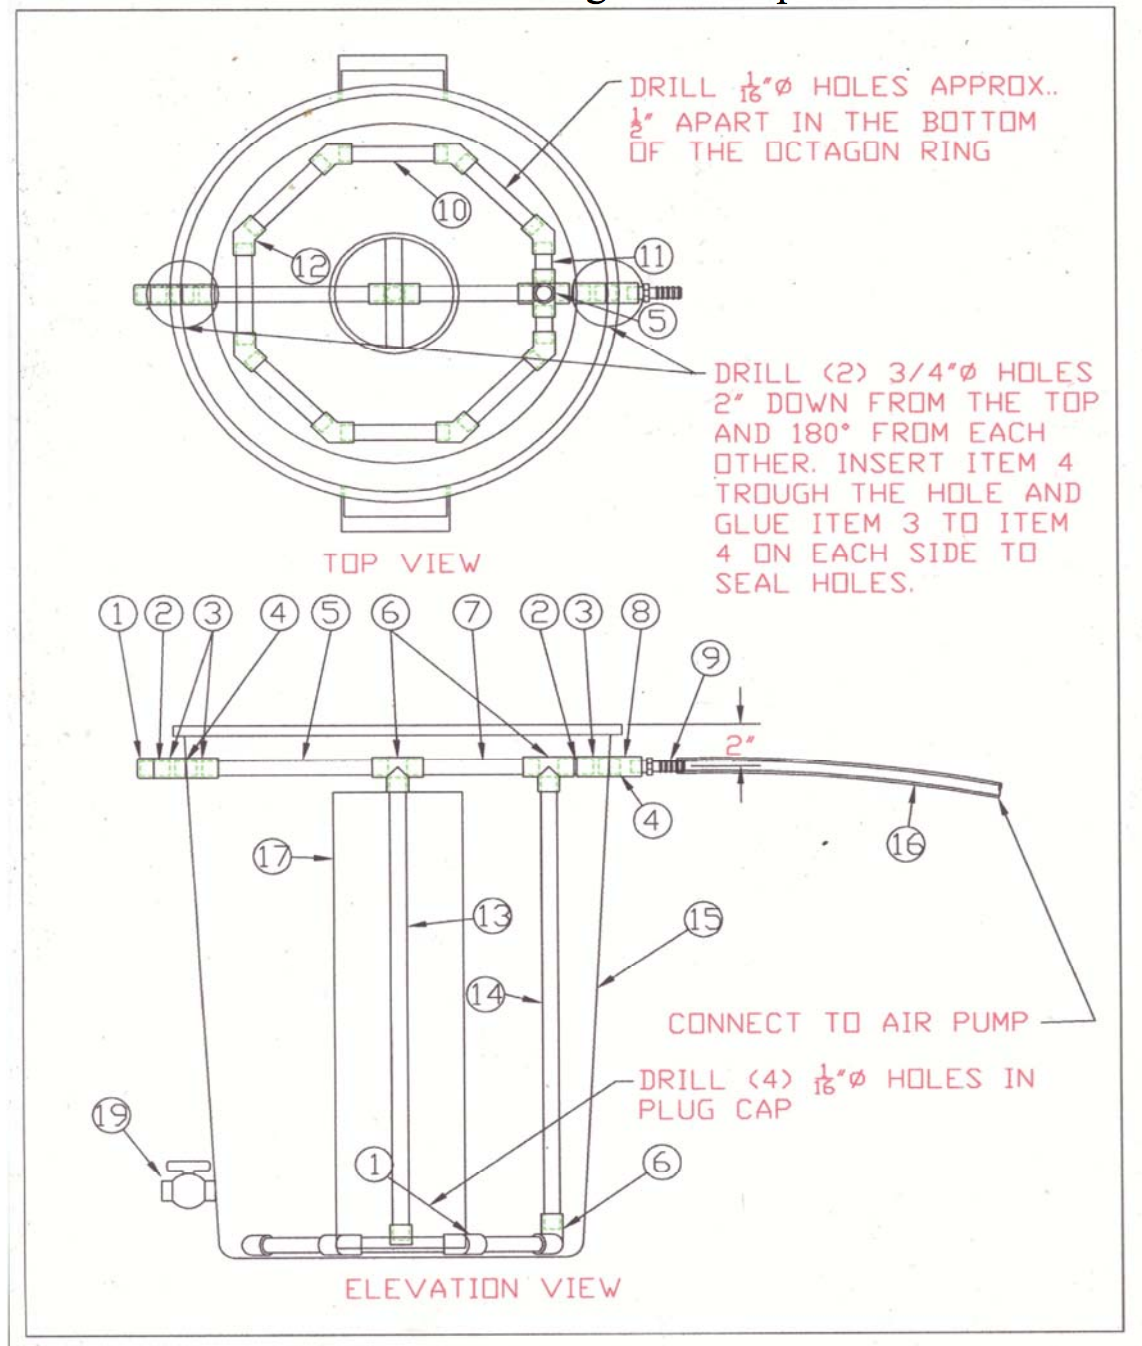 DRILL 1/16"Ø HOLES APPROX..
1/2" APART IN THE BOTTOM
OF THE OCTAGON RING
10
11
12
5
DRILL (2) 3/4"Ø HOLES
2" DOWN FROM THE TOP
AND 180° FROM EACH
OTHER. INSERT ITEM 4
TROUGH THE HOLE AND
GLUE ITEM 3 TO ITEM
4 ON EACH SIDE TO
SEAL HOLES.
TOP VIEW
1 2 3 4 5 6 7 2 3 8
9
2"
4
16
17
13
15
14
CONNECT TO AIR PUMP
DRILL (4) 1/16"Ø HOLES IN
PLUG CAP
19
1
6
ELEVATION VIEW